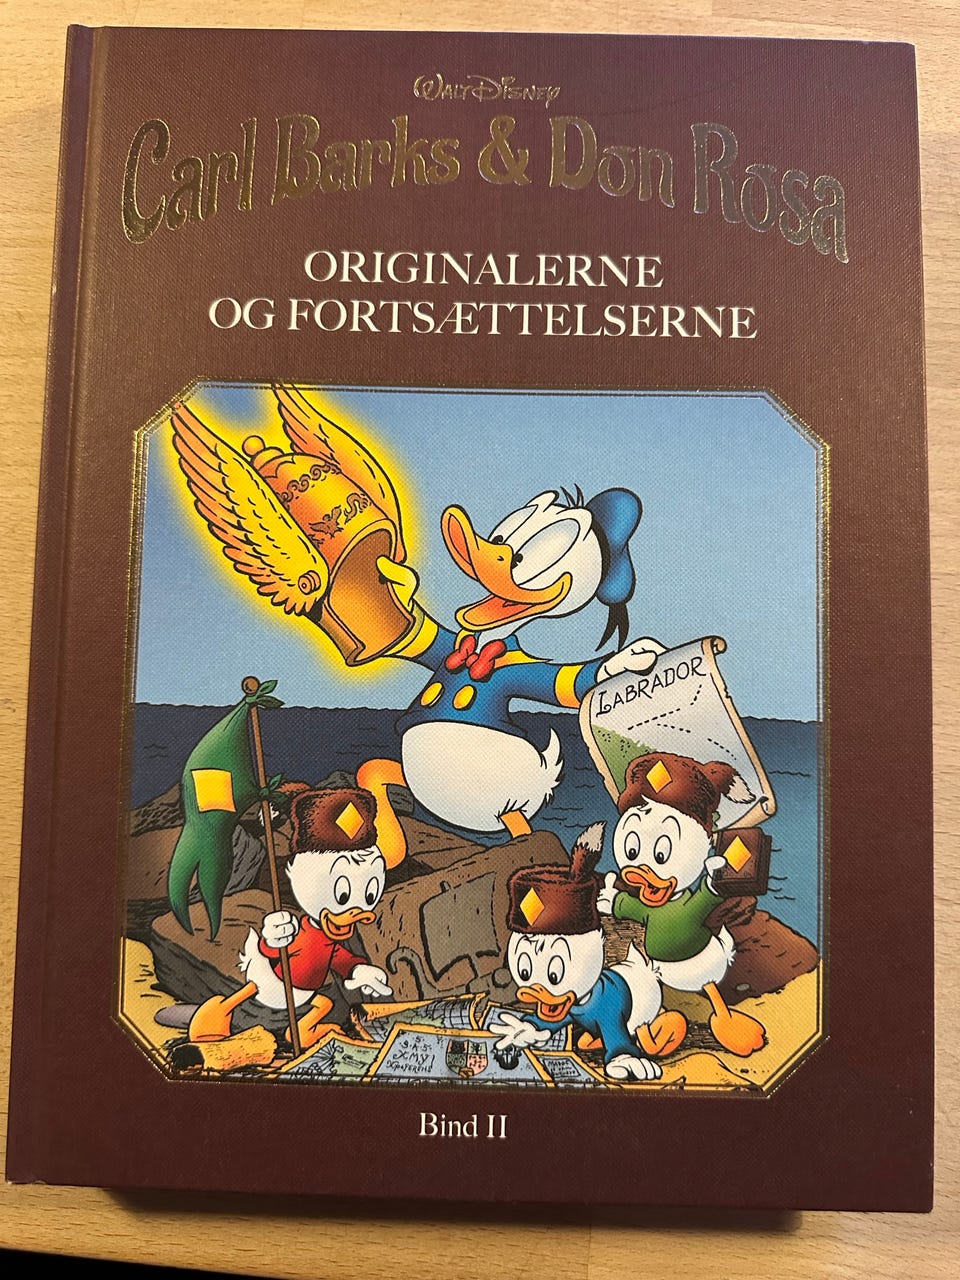 WALT DISNEY
Carl Barks & Don Rosa
ORIGINALERNE
OG FORTSÆTTELSERNE
LABRADOR
Bind II